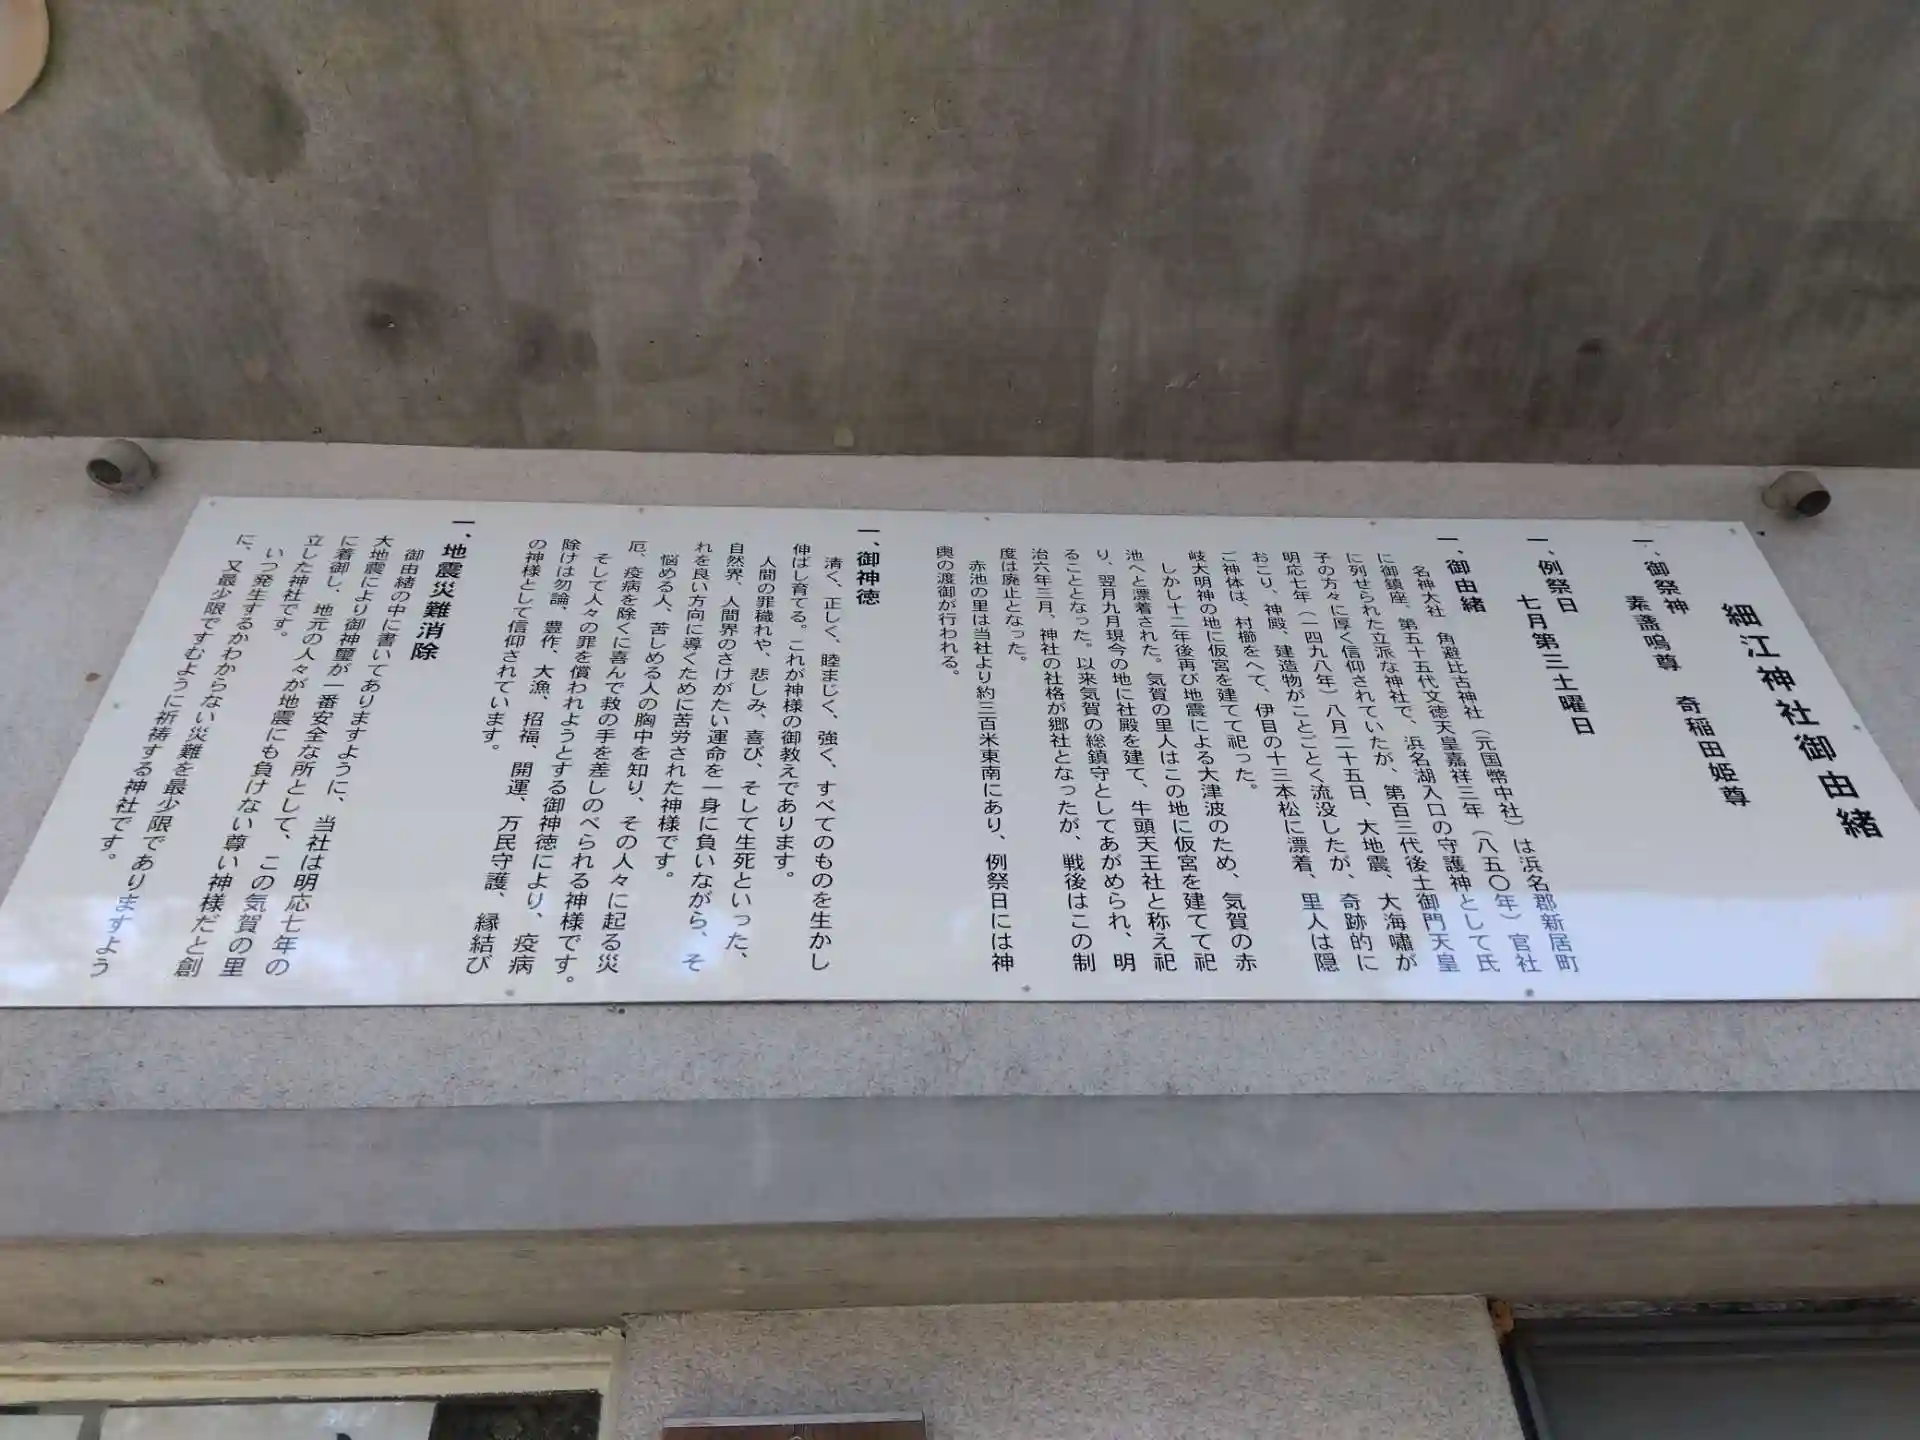 細江神社御由緒
一、御祭神
素盞嗚尊　奇稲田姫尊
一、例祭日
七月第三土曜日
一、御由緒
名神大社　角避比古神社（元国幣中社）は浜名郡新居町
に御鎮座、第五十五代文徳天皇嘉祥三年（八五〇年）官社
に列せられた立派な神社で、浜名湖入口の守護神として氏
子の方々に厚く信仰されていたが、第百三代後土御門天皇
明応七年（一四九八年）八月二十五日、大地震、大海嘯が
おこり、神殿、建造物がことごとく流没したが、奇跡的に
ご神体は、村櫛をへて、伊目の十三本松に漂着、里人は隠
岐大明神の地に仮宮を建てて祀った。
しかし十二年後再び地震による大津波のため、気賀の赤
池へと漂着された。気賀の里人はこの地に仮宮を建てて祀
り、翌月九月現今の地に社殿を建て、牛頭天王社と称え祀
ることとなった。以来気賀の総鎮守としてあがめられ、明
治六年三月、神社の社格が郷社となったが、戦後はこの制
度は廃止となった。
赤池の里は当社より約三百米東南にあり、例祭日には神
輿の渡御が行われる。
一、御神徳
清く、正しく、睦まじく、強く、すべてのものを生かし
伸ばし育てる。これが神様の御教えであります。
人間の罪穢れや、悲しみ、喜び、そして生死といった、
自然界、人間界のさけがたい運命を一身に負いながら、そ
れを良い方向に導くために苦労された神様です。
悩める人、苦しめる人の胸中を知り、その人々に起る災
厄、疫病を除くに喜んで救の手を差しのべられる神様です。
そして人々の罪を償われようとする御神徳により、疫病
除けは勿論、豊作、大漁、招福、開運、万民守護、縁結び
の神様として信仰されています。
一、地震災難消除
御由緒の中に書いてありますように、当社は明応七年の
大地震により御神璽が一番安全な所として、この気賀の里
に着御し、地元の人々が地震にも負けない尊い神様だと創
立した神社です。
いつ発生するかわからない災難を最少限でありますよう
に、又最少限ですむように祈祷する神社です。